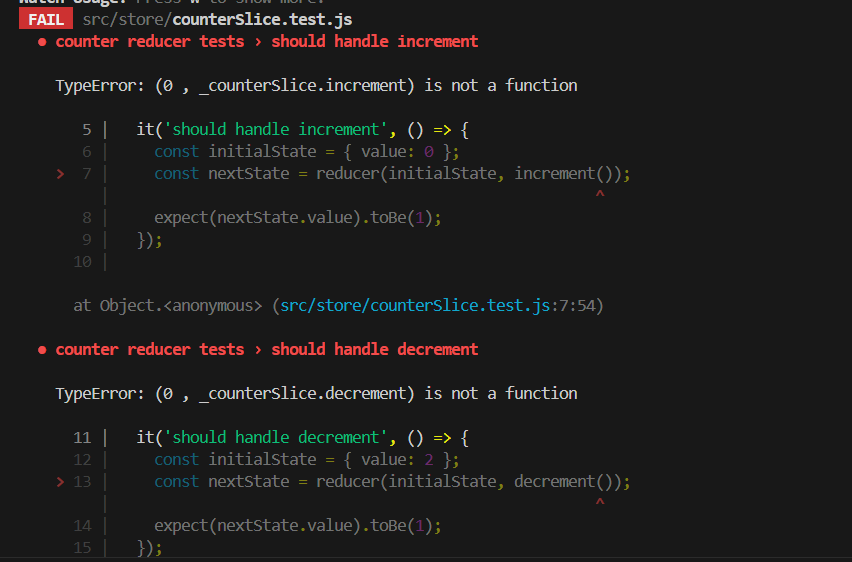 Watch Usage: Press w to show more.
FAIL src/store/counterSlice.test.js
● counter reducer tests › should handle increment
TypeError: (0 , _counterSlice.increment) is not a function
5 | it('should handle increment', () => {
6 | const initialState = { value: 0 };
> 7 | const nextState = reducer(initialState, increment());
| ^
8 | expect(nextState.value).toBe(1);
9 | });
10 |
at Object.<anonymous> (src/store/counterSlice.test.js:7:54)
● counter reducer tests › should handle decrement
TypeError: (0 , _counterSlice.decrement) is not a function
11 | it('should handle decrement', () => {
12 | const initialState = { value: 2 };
> 13 | const nextState = reducer(initialState, decrement());
| ^
14 | expect(nextState.value).toBe(1);
15 | });